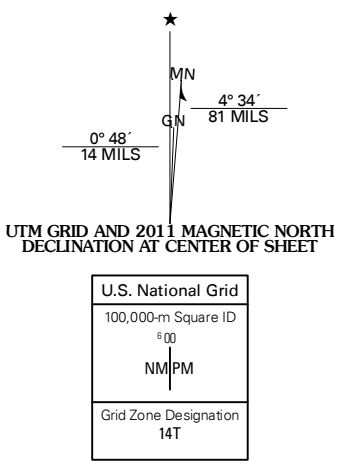 ★
MN
4° 34´
81 MILS
GN
0° 48´
14 MILS
UTM GRID AND 2011 MAGNETIC NORTH
DECLINATION AT CENTER OF SHEET
U.S. National Grid
100,000-m Square ID
⁶00
NM PM
Grid Zone Designation
14T